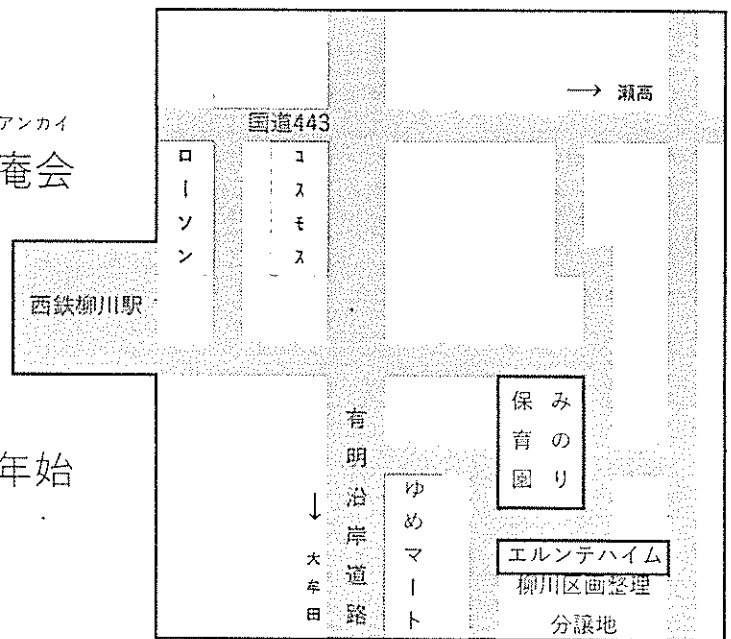 アンカイ
庵会
年始
→ 瀬高
国道443
ローソン
コスモス
西鉄柳川駅
有明沿岸道路
↓
大牟田
ゆめマート
みのり
保育園
エルンテハイム
柳川区画整理
分譲地